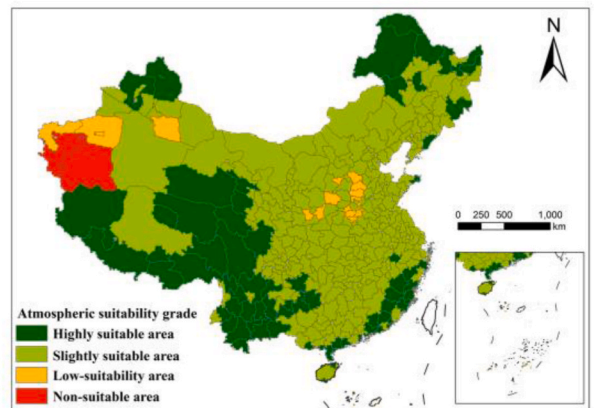 N
0 250 500 1,000
km
Atmospheric suitability grade
Highly suitable area
Slightly suitable area
Low-suitability area
Non-suitable area